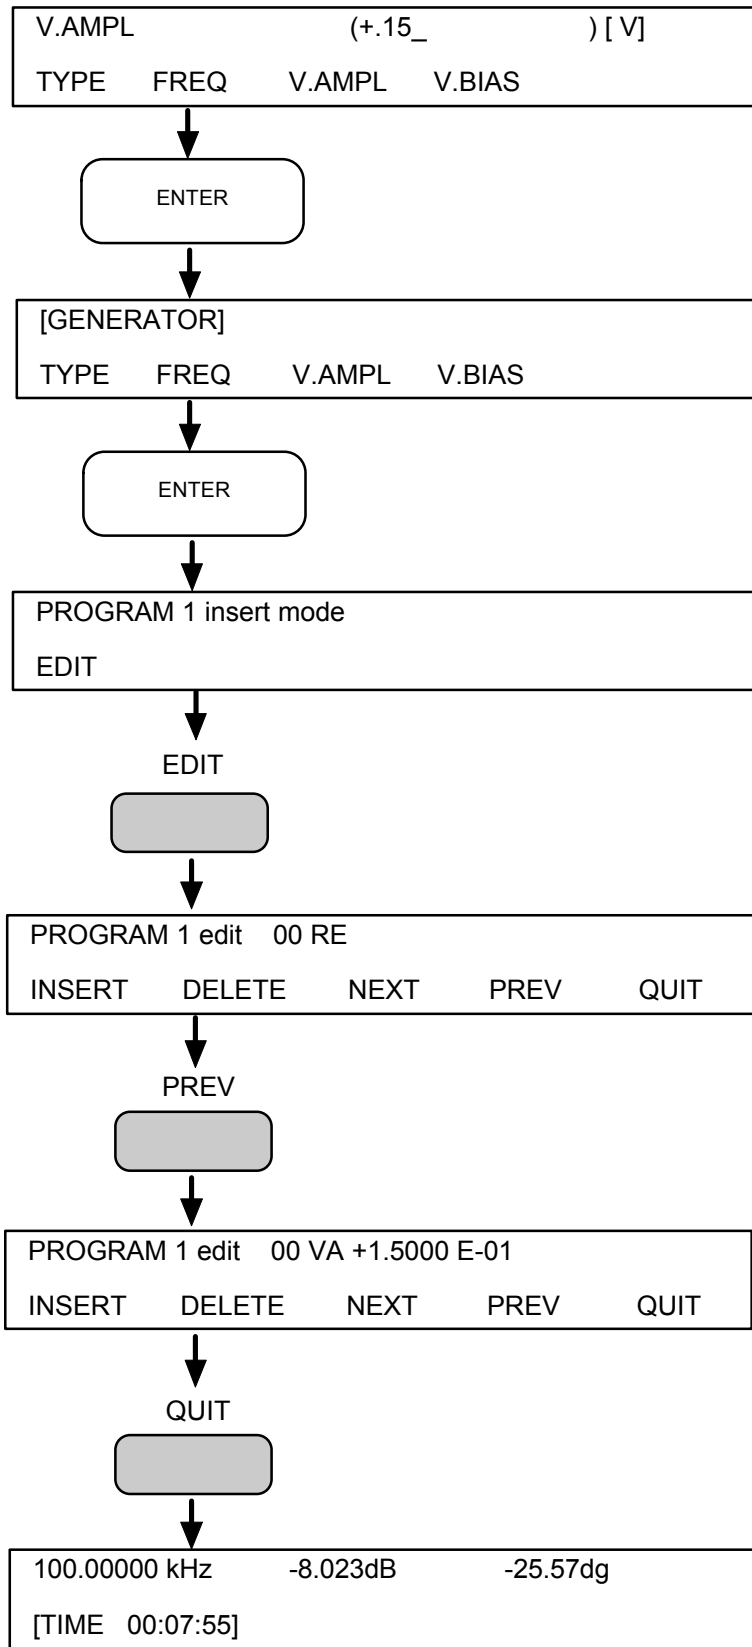 V.AMPL (+.15_ ) [ V]
TYPE FREQ V.AMPL V.BIAS
ENTER
[GENERATOR]
TYPE FREQ V.AMPL V.BIAS
ENTER
PROGRAM 1 insert mode
EDIT
EDIT
PROGRAM 1 edit 00 RE
INSERT DELETE NEXT PREV QUIT
PREV
PROGRAM 1 edit 00 VA +1.5000 E-01
INSERT DELETE NEXT PREV QUIT
QUIT
100.00000 kHz -8.023dB -25.57dg
[TIME 00:07:55]